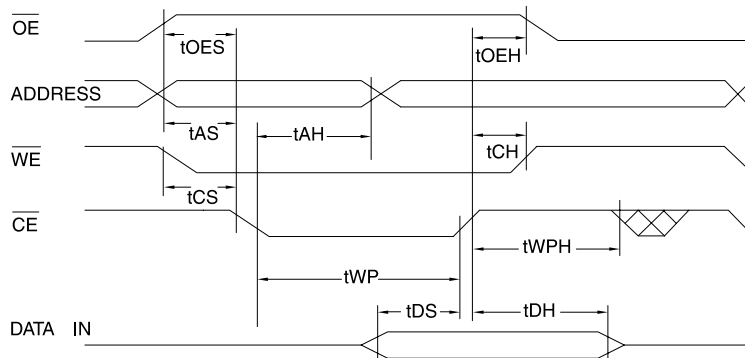 OE
tOES
tOEH
ADDRESS
tAS
tAH
tCH
WE
tCS
CE
tWPH
tWP
tDS
tDH
DATA IN